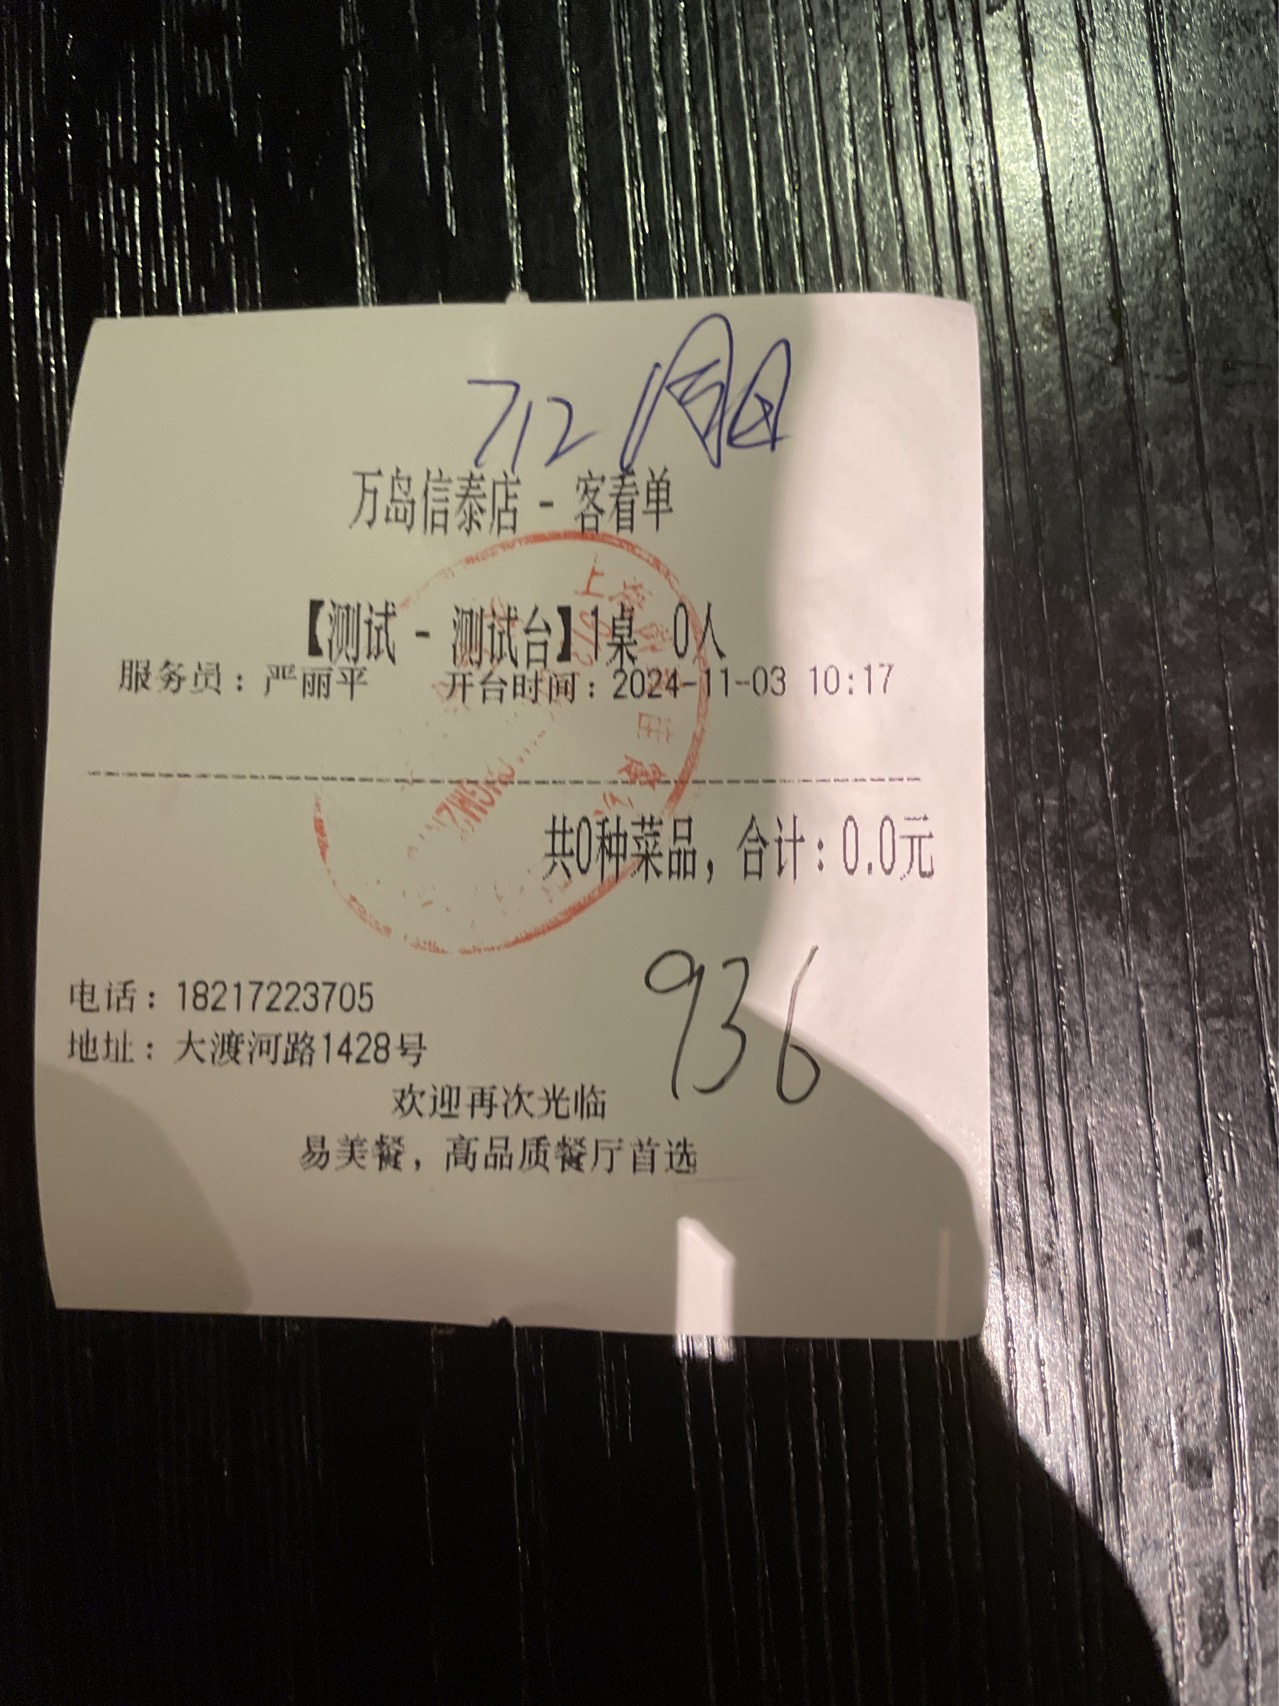 712
万岛信泰店 - 客看单
【测试 - 测试台】1桌 0人
服务员：严丽平 开台时间：2024-11-03 10:17
共0种菜品，合计：0.0元
936
电话：18217223705
地址：大渡河路1428号
欢迎再次光临
易美餐，高品质餐厅首选